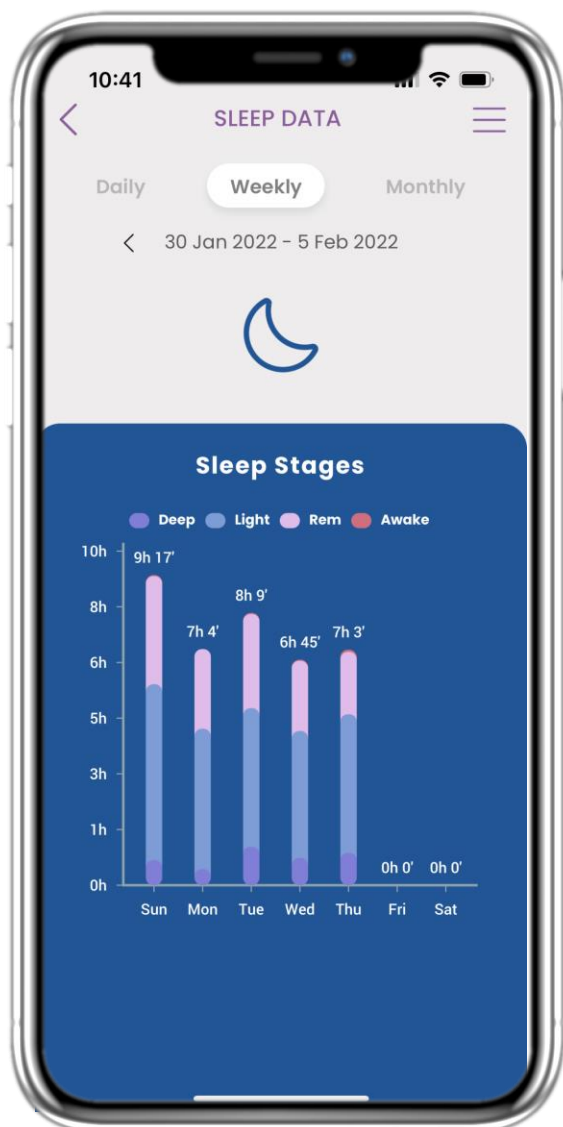 10:41
SLEEP DATA
Daily Weekly Monthly
30 Jan 2022 - 5 Feb 2022
Sleep Stages
Deep Light Rem Awake
10h
9h 17'
8h 9'
8h
7h 4'
6h 45'
7h 3'
6h
5h
3h
1h
0h 0' 0h 0'
0h
Sun Mon Tue Wed Thu Fri Sat